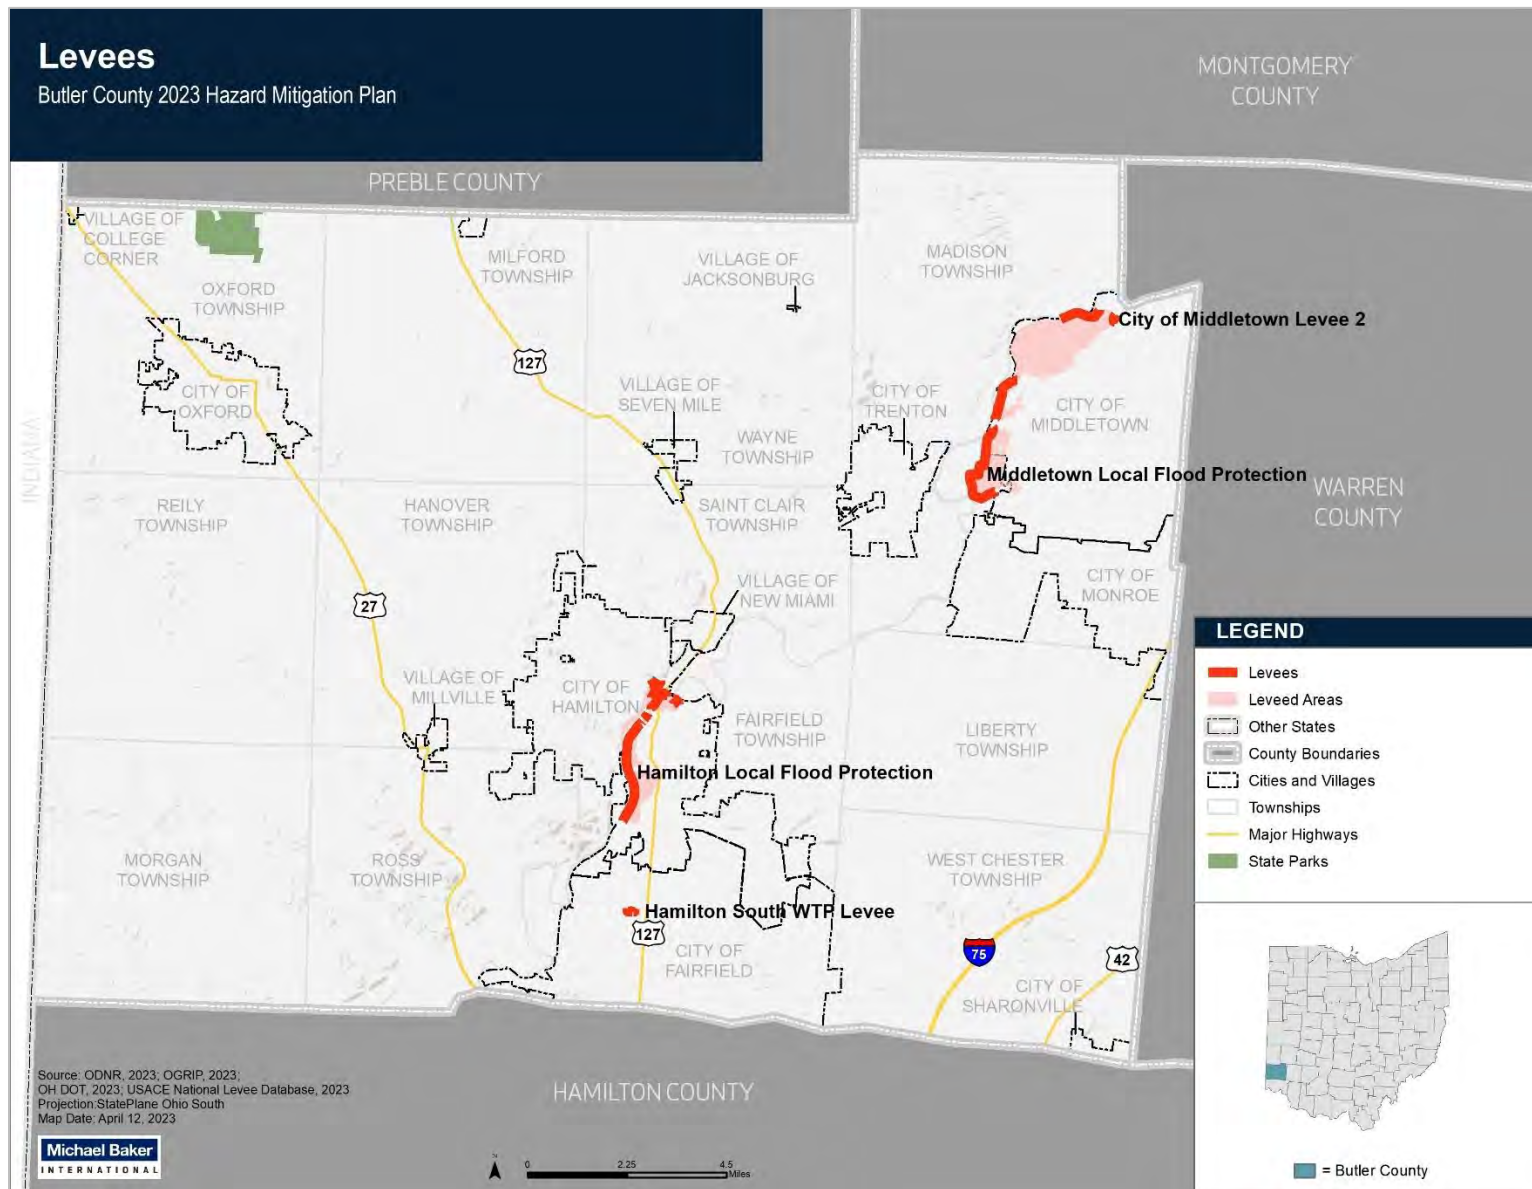 Levees
Butler County 2023 Hazard Mitigation Plan
MONTGOMERY
COUNTY
PREBLE COUNTY
VILLAGE OF
COLLEGE
CORNER
MILFORD
TOWNSHIP
VILLAGE OF
JACKSONBURG
MADISON
TOWNSHIP
OXFORD
TOWNSHIP
City of Middletown Levee 2
127
CITY OF
OXFORD
VILLAGE OF
SEVEN MILE
CITY OF
TRENTON
CITY OF
MIDDLETOWN
WAYNE
TOWNSHIP
INDIANA
Middletown Local Flood Protection
WARREN
COUNTY
REILY
TOWNSHIP
HANOVER
TOWNSHIP
SAINT CLAIR
TOWNSHIP
VILLAGE OF
NEW MIAMI
CITY OF
MONROE
27
VILLAGE OF
MILLVILLE
CITY OF
HAMILTON
FAIRFIELD
TOWNSHIP
LIBERTY
TOWNSHIP
Hamilton Local Flood Protection
MORGAN
TOWNSHIP
ROSS
TOWNSHIP
WEST CHESTER
TOWNSHIP
Hamilton South WTP Levee
127
CITY OF
FAIRFIELD
75
42
CITY OF
SHARONVILLE
HAMILTON COUNTY
LEGEND
Levees
Leveed Areas
Other States
County Boundaries
Cities and Villages
Townships
Major Highways
State Parks
= Butler County
Source: ODNR, 2023; OGRIP, 2023;
OH DOT, 2023; USACE National Levee Database, 2023
Projection:StatePlane Ohio South
Map Date: April 12, 2023
Michael Baker
INTERNATIONAL
N
0 2.25 4.5
Miles